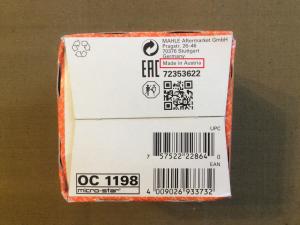 MAHLE Aftermarket GmbH
Pragstr. 26-46
70376 Stuttgart
Germany
Made in Austria
EAC
72353622
UPC
7 57522 22864 0
EAN
OC 1198
micro-star
4 009026 933732